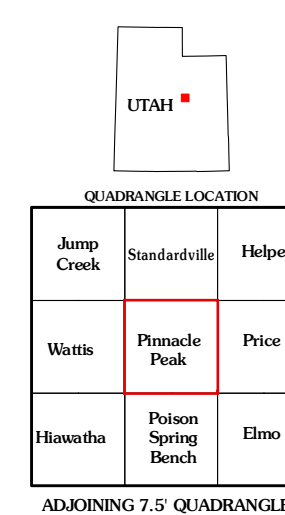 UTAH
QUADRANGLE LOCATION
Jump
Creek
Standardville
Helpe
Wattis
Pinnacle
Peak
Price
Hiawatha
Poison
Spring
Bench
Elmo
ADJOINING 7.5' QUADRANGLE